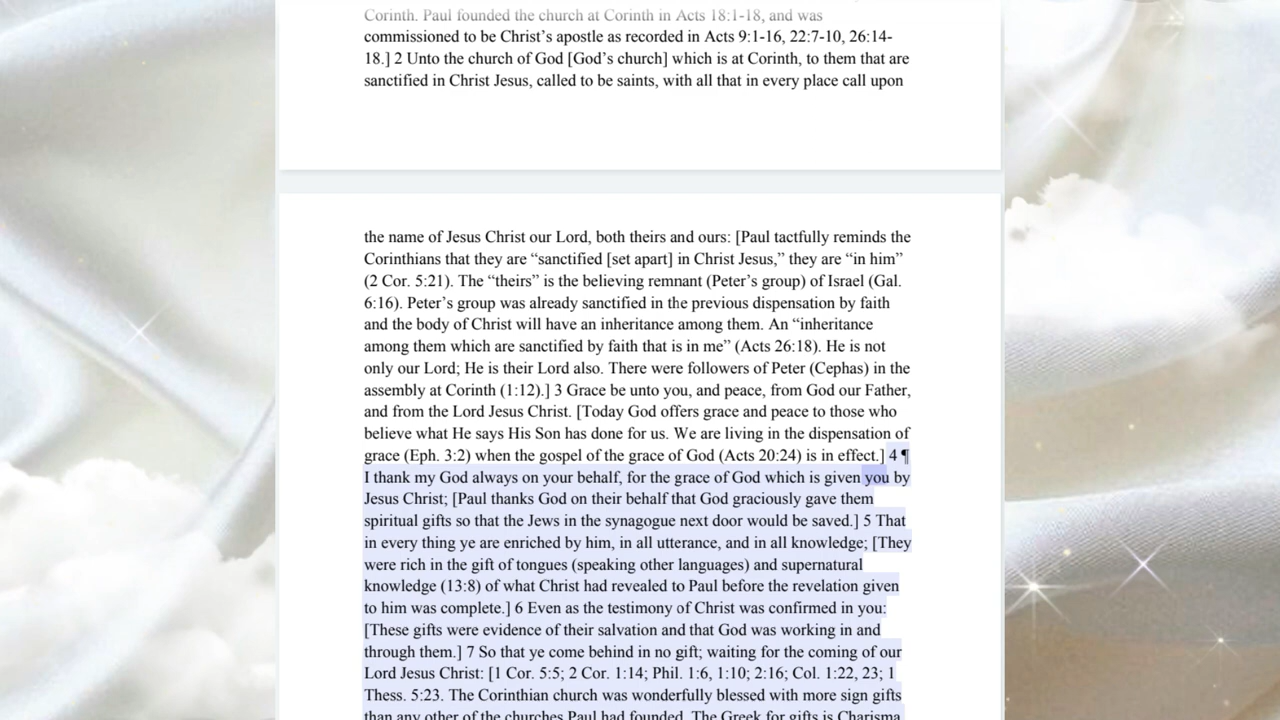 Corinth. Paul founded the church at Corinth in Acts 18:1-18, and was
commissioned to be Christ’s apostle as recorded in Acts 9:1-16, 22:7-10, 26:14-
18.] 2 Unto the church of God [God’s church] which is at Corinth, to them that are
sanctified in Christ Jesus, called to be saints, with all that in every place call upon
the name of Jesus Christ our Lord, both theirs and ours: [Paul tactfully reminds the
Corinthians that they are “sanctified [set apart] in Christ Jesus,” they are “in him”
(2 Cor. 5:21). The “theirs” is the believing remnant (Peter’s group) of Israel (Gal.
6:16). Peter’s group was already sanctified in the previous dispensation by faith
and the body of Christ will have an inheritance among them. An “inheritance
among them which are sanctified by faith that is in me” (Acts 26:18). He is not
only our Lord; He is their Lord also. There were followers of Peter (Cephas) in the
assembly at Corinth (1:12).] 3 Grace be unto you, and peace, from God our Father,
and from the Lord Jesus Christ. [Today God offers grace and peace to those who
believe what He says His Son has done for us. We are living in the dispensation of
grace (Eph. 3:2) when the gospel of the grace of God (Acts 20:24) is in effect.] 4 ¶
I thank my God always on your behalf, for the grace of God which is given you by
Jesus Christ; [Paul thanks God on their behalf that God graciously gave them
spiritual gifts so that the Jews in the synagogue next door would be saved.] 5 That
in every thing ye are enriched by him, in all utterance, and in all knowledge; [They
were rich in the gift of tongues (speaking other languages) and supernatural
knowledge (13:8) of what Christ had revealed to Paul before the revelation given
to him was complete.] 6 Even as the testimony of Christ was confirmed in you:
[These gifts were evidence of their salvation and that God was working in and
through them.] 7 So that ye come behind in no gift; waiting for the coming of our
Lord Jesus Christ: [1 Cor. 5:5; 2 Cor. 1:14; Phil. 1:6, 1:10; 2:16; Col. 1:22, 23; 1
Thess. 5:23. The Corinthian church was wonderfully blessed with more sign gifts
than any other of the churches Paul had founded. The Greek for gifts is Charisma,